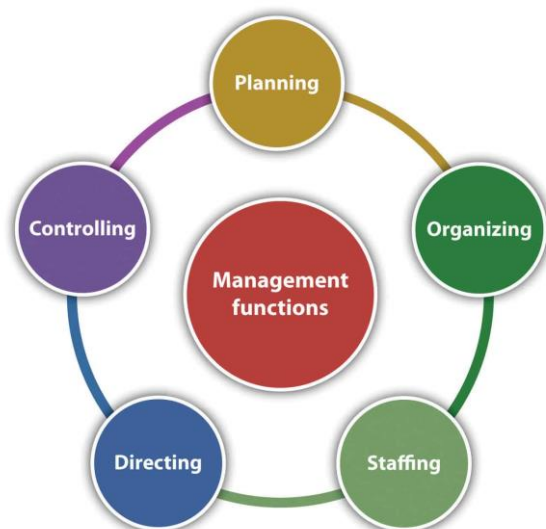 Planning
Organizing
Staffing
Directing
Controlling
Management
functions